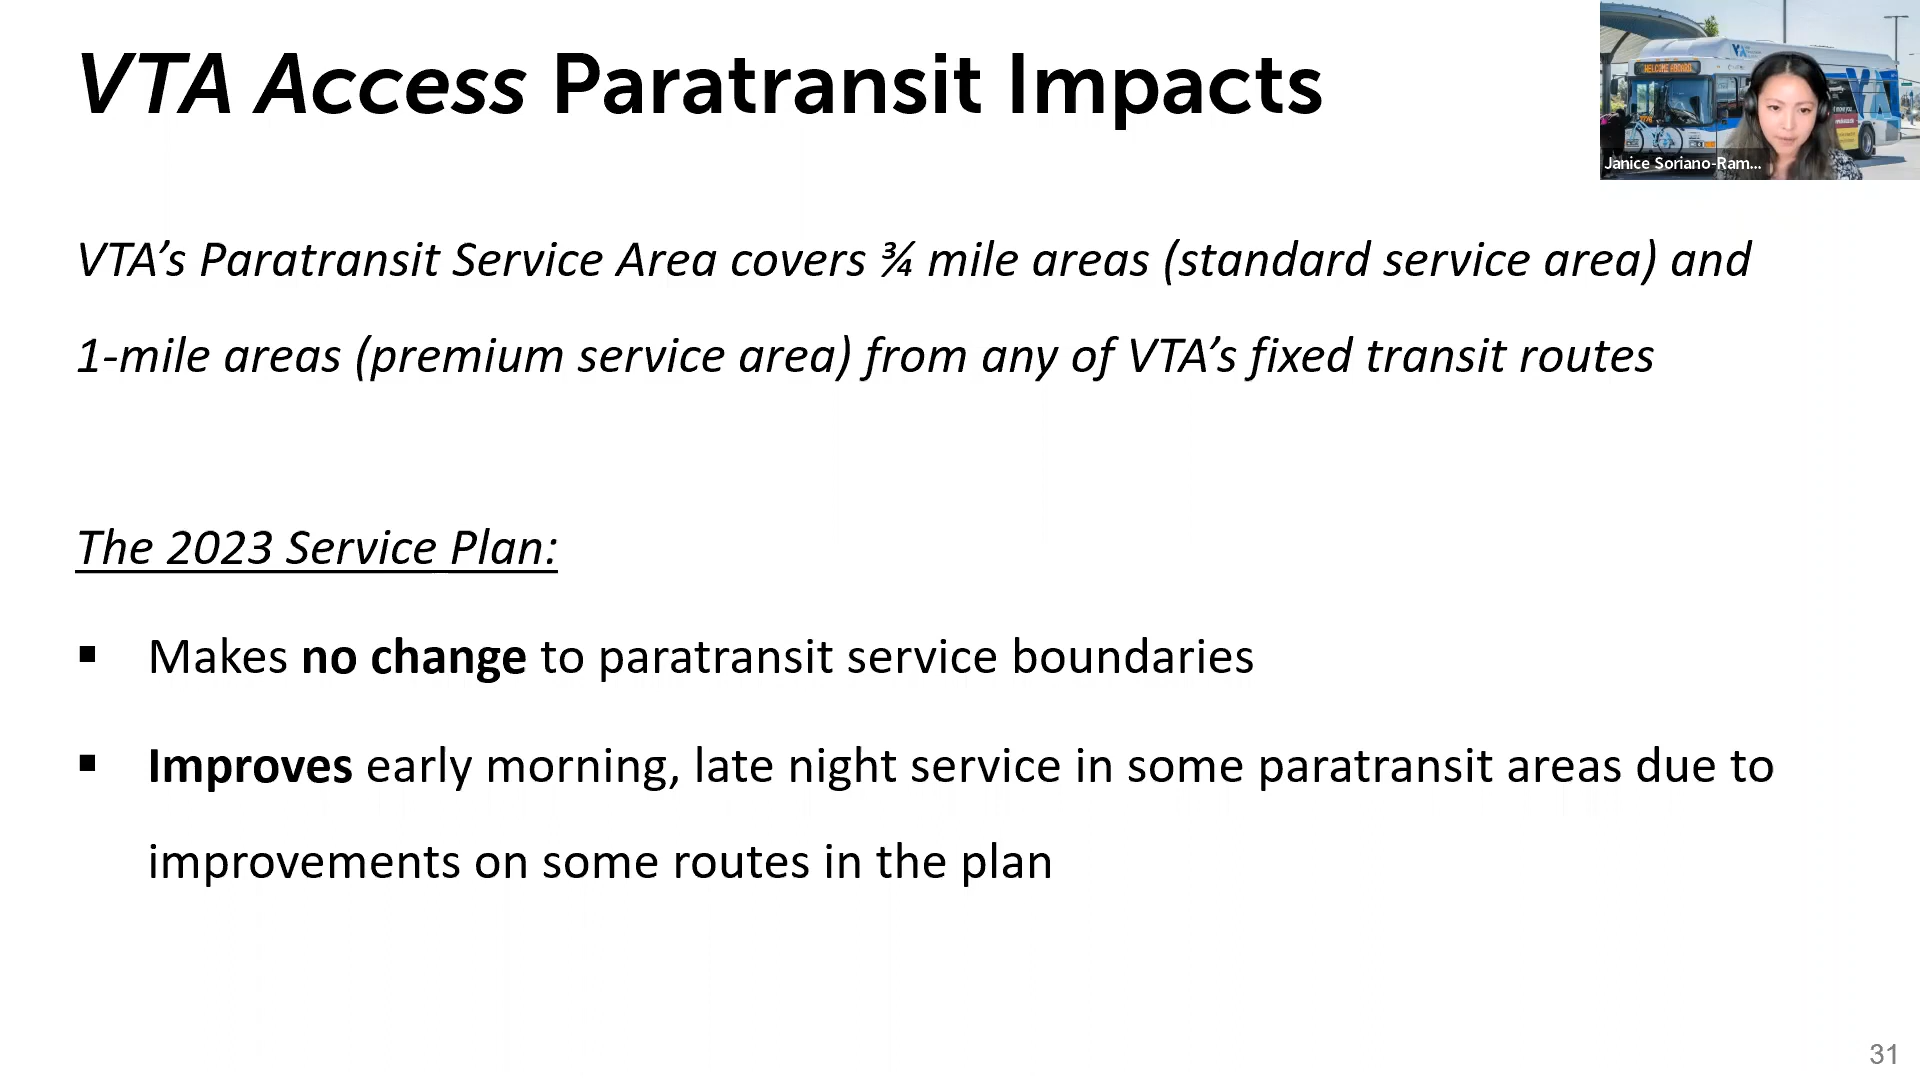 VTA Access Paratransit Impacts
WELCOME ABOARD
Janice Soriano-Ram...
VTA’s Paratransit Service Area covers ¾ mile areas (standard service area) and
1-mile areas (premium service area) from any of VTA’s fixed transit routes
The 2023 Service Plan:
▪ Makes no change to paratransit service boundaries
▪ Improves early morning, late night service in some paratransit areas due to
improvements on some routes in the plan
31